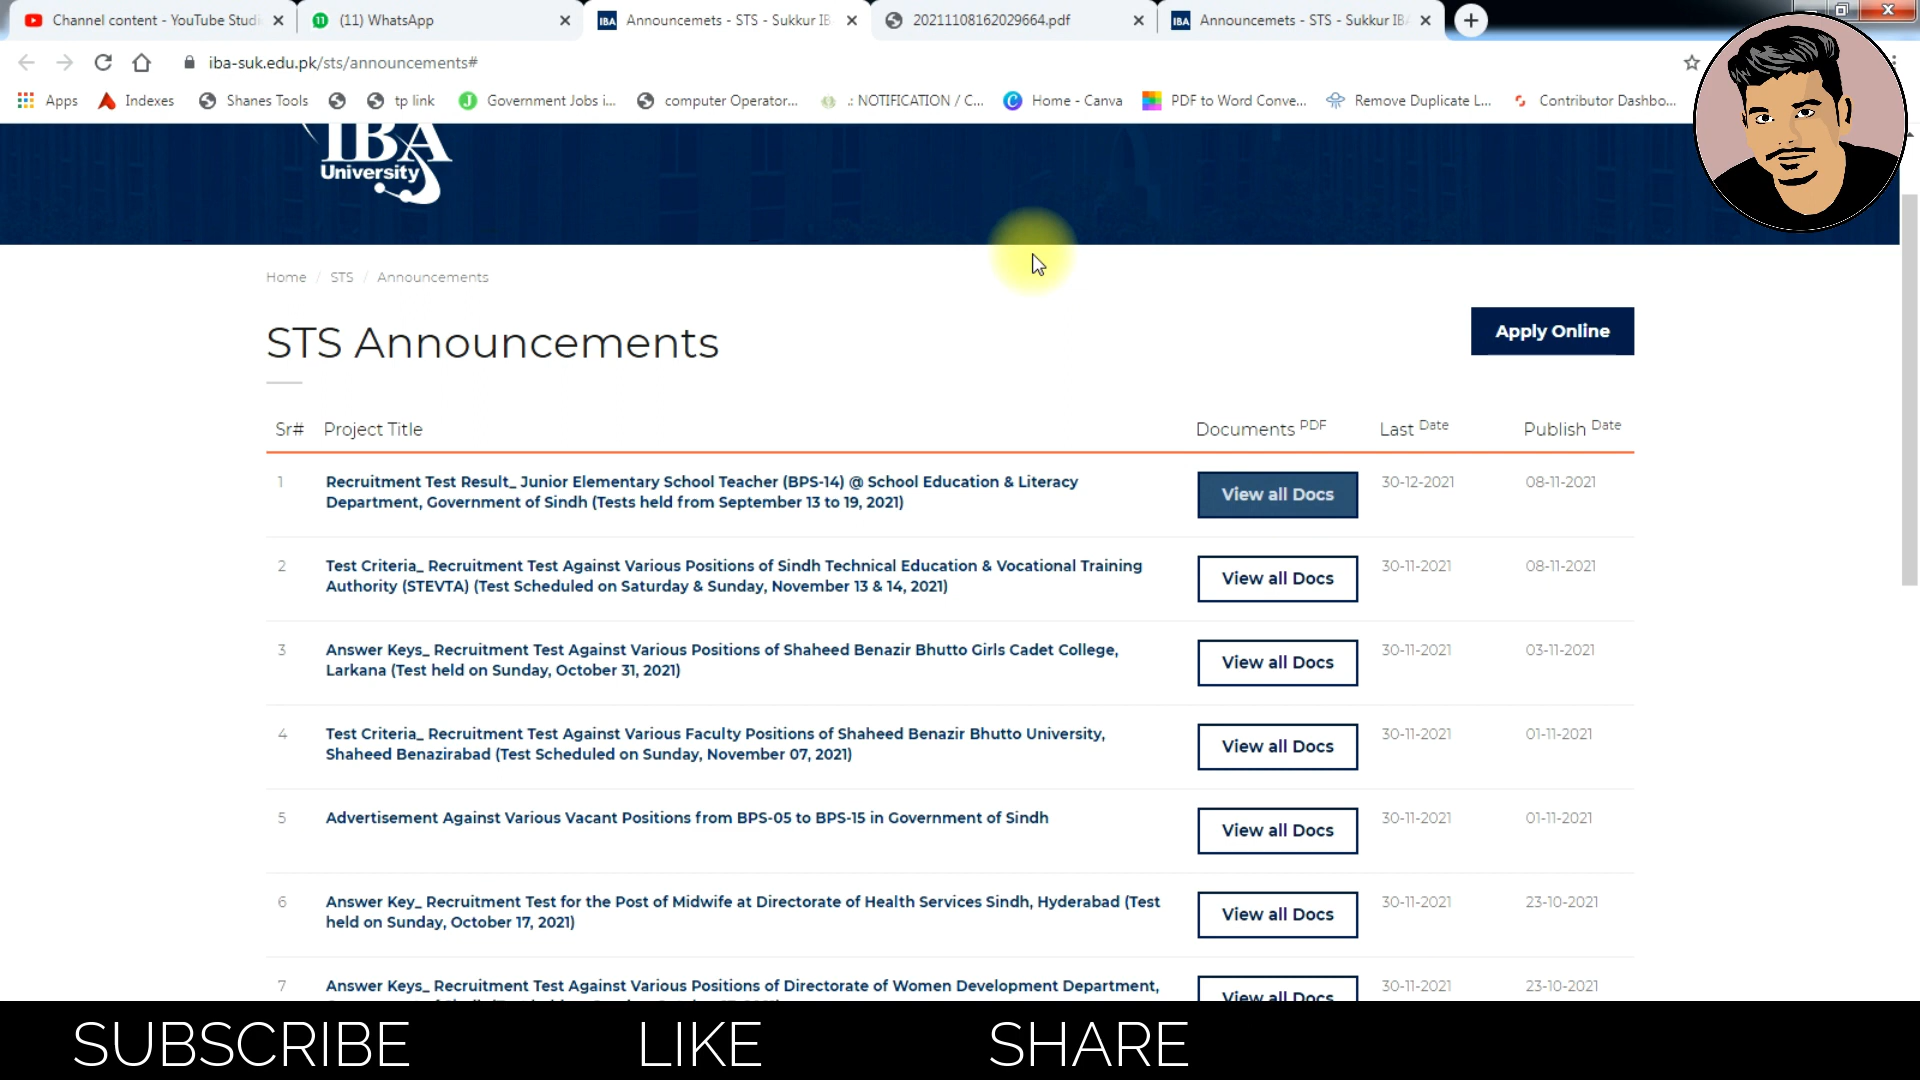 Channel content - YouTube Studi
(11) WhatsApp
Announcemets - STS - Sukkur IB
20211108162029664.pdf
Announcemets - STS - Sukkur IBA
iba-suk.edu.pk/sts/announcements#
Apps
Indexes
Shanes Tools
tp link
Government Jobs i...
computer Operator...
.: NOTIFICATION / C...
Home - Canva
PDF to Word Conve...
Remove Duplicate L...
Contributor Dashbo...
IBA
University
Home / STS / Announcements
STS Announcements
Apply Online
Sr# Project Title Documents PDF Last Date Publish Date
1 Recruitment Test Result_ Junior Elementary School Teacher (BPS-14) @ School Education & Literacy
Department, Government of Sindh (Tests held from September 13 to 19, 2021)
View all Docs 30-12-2021 08-11-2021
2 Test Criteria_ Recruitment Test Against Various Positions of Sindh Technical Education & Vocational Training
Authority (STEVTA) (Test Scheduled on Saturday & Sunday, November 13 & 14, 2021)
View all Docs 30-11-2021 08-11-2021
3 Answer Keys_ Recruitment Test Against Various Positions of Shaheed Benazir Bhutto Girls Cadet College,
Larkana (Test held on Sunday, October 31, 2021)
View all Docs 30-11-2021 03-11-2021
4 Test Criteria_ Recruitment Test Against Various Faculty Positions of Shaheed Benazir Bhutto University,
Shaheed Benazirabad (Test Scheduled on Sunday, November 07, 2021)
View all Docs 30-11-2021 01-11-2021
5 Advertisement Against Various Vacant Positions from BPS-05 to BPS-15 in Government of Sindh
View all Docs 30-11-2021 01-11-2021
6 Answer Key_ Recruitment Test for the Post of Midwife at Directorate of Health Services Sindh, Hyderabad (Test
held on Sunday, October 17, 2021)
View all Docs 30-11-2021 23-10-2021
7 Answer Keys_ Recruitment Test Against Various Positions of Directorate of Women Development Department,
View all Docs 30-11-2021 23-10-2021
SUBSCRIBE LIKE SHARE